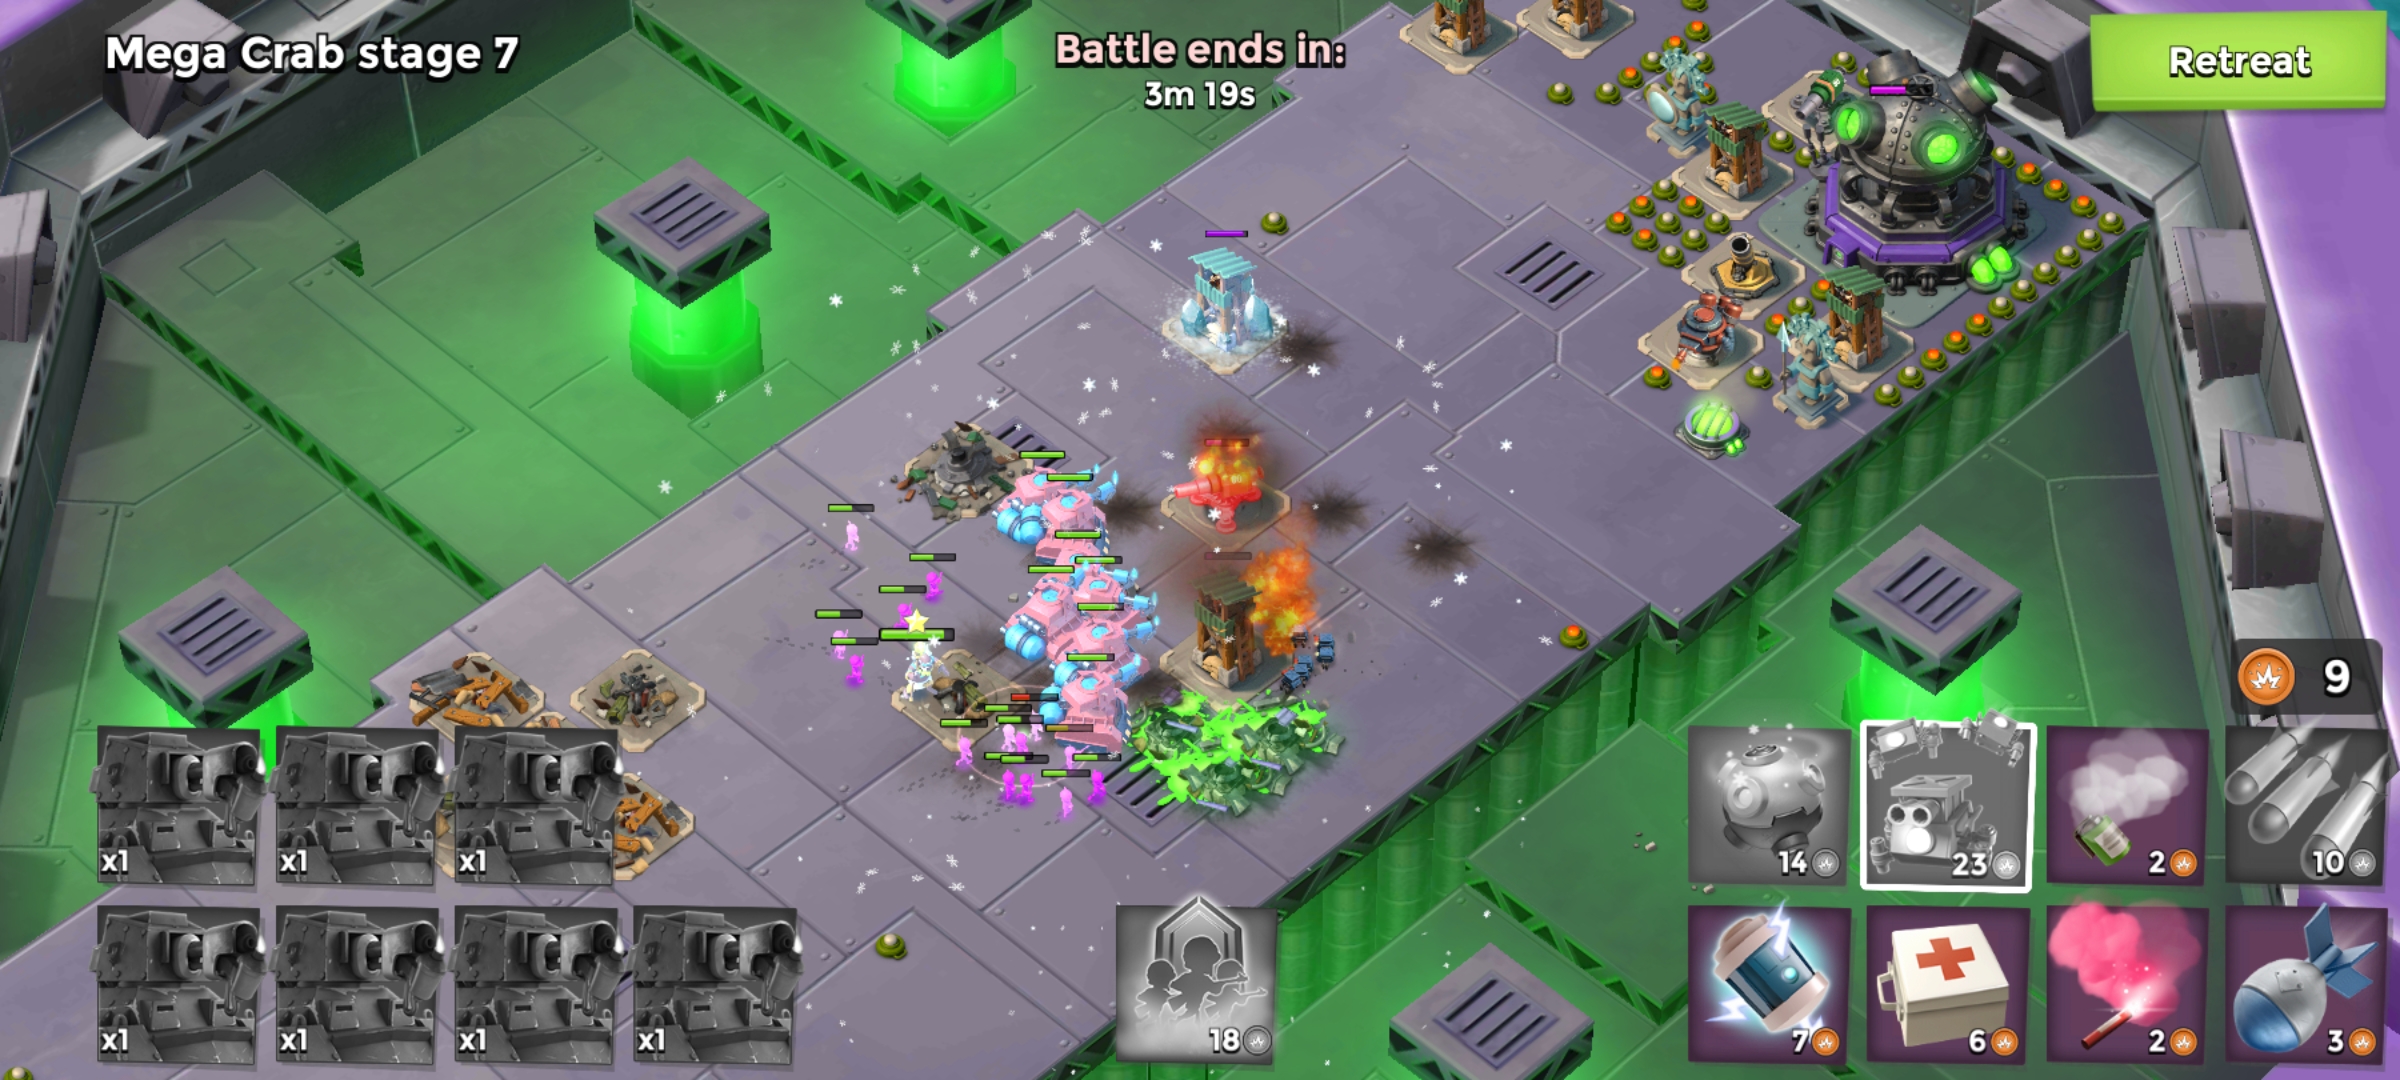 Mega Crab stage 7
Battle ends in:
3m 19s
Retreat
9
x1
x1
x1
14
23
2
10
x1
x1
x1
x1
18
7
6
2
3